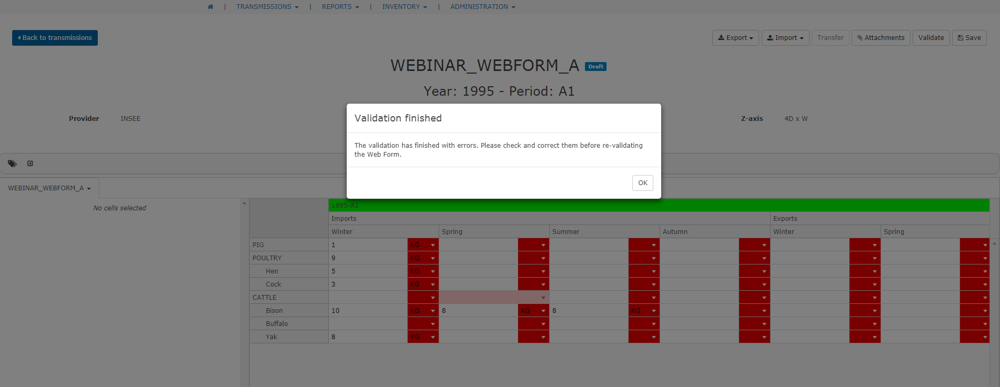 | TRANSMISSIONS | REPORTS | INVENTORY | ADMINISTRATION
Back to transmissions
Export Import Transfer Attachments Validate Save
WEBINAR_WEBFORM_A Draft
Year: 1995 - Period: A1
Provider INSEE Z-axis 4D x W
Validation finished
The validation has finished with errors. Please check and correct them before re-validating
the Web Form.
OK
WEBINAR_WEBFORM_A
No cells selected
1995-A1
Imports Exports
Winter Spring Summer Autumn Winter Spring
PIG 1 KG
POULTRY 9 KG
Hen 5 KG
Cock 3 KG
CATTLE
Bison 10 KG 8 KG 8 KG
Buffalo
Yak 8 KG